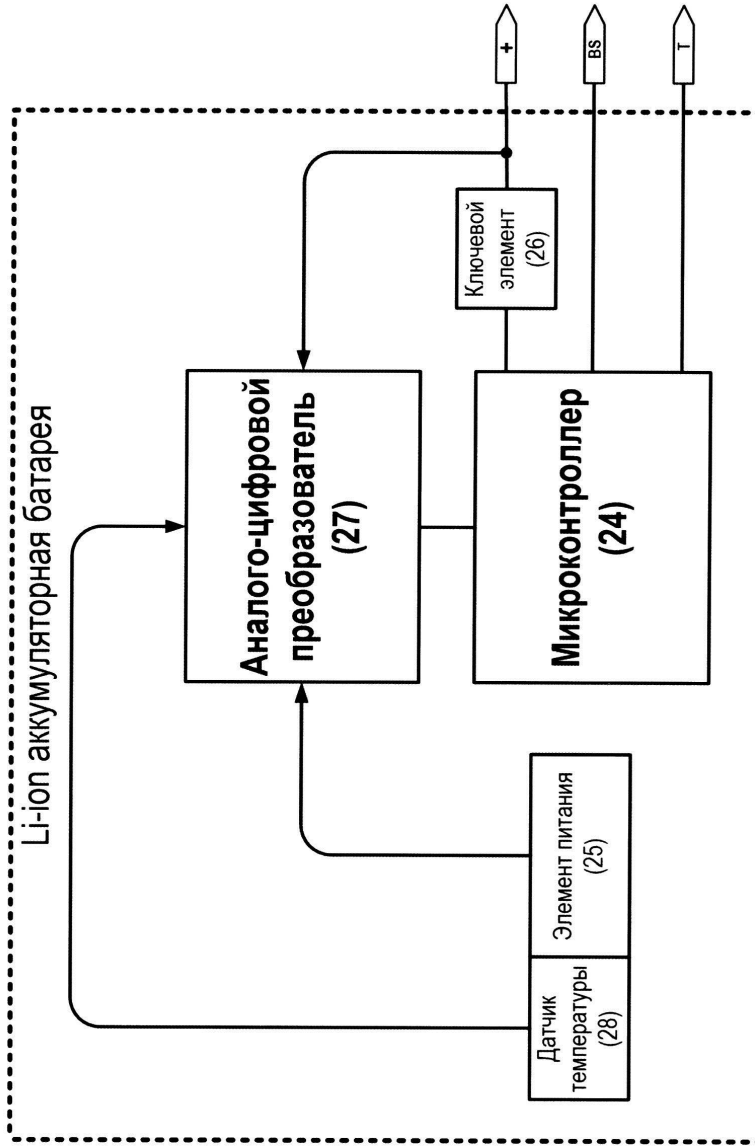 Li-ion аккумуляторная батарея
Датчик
температуры
(28)
Элемент питания
(25)
Аналого-цифровой
преобразователь
(27)
Микроконтроллер
(24)
Ключевой
элемент
(26)
+
BS
T